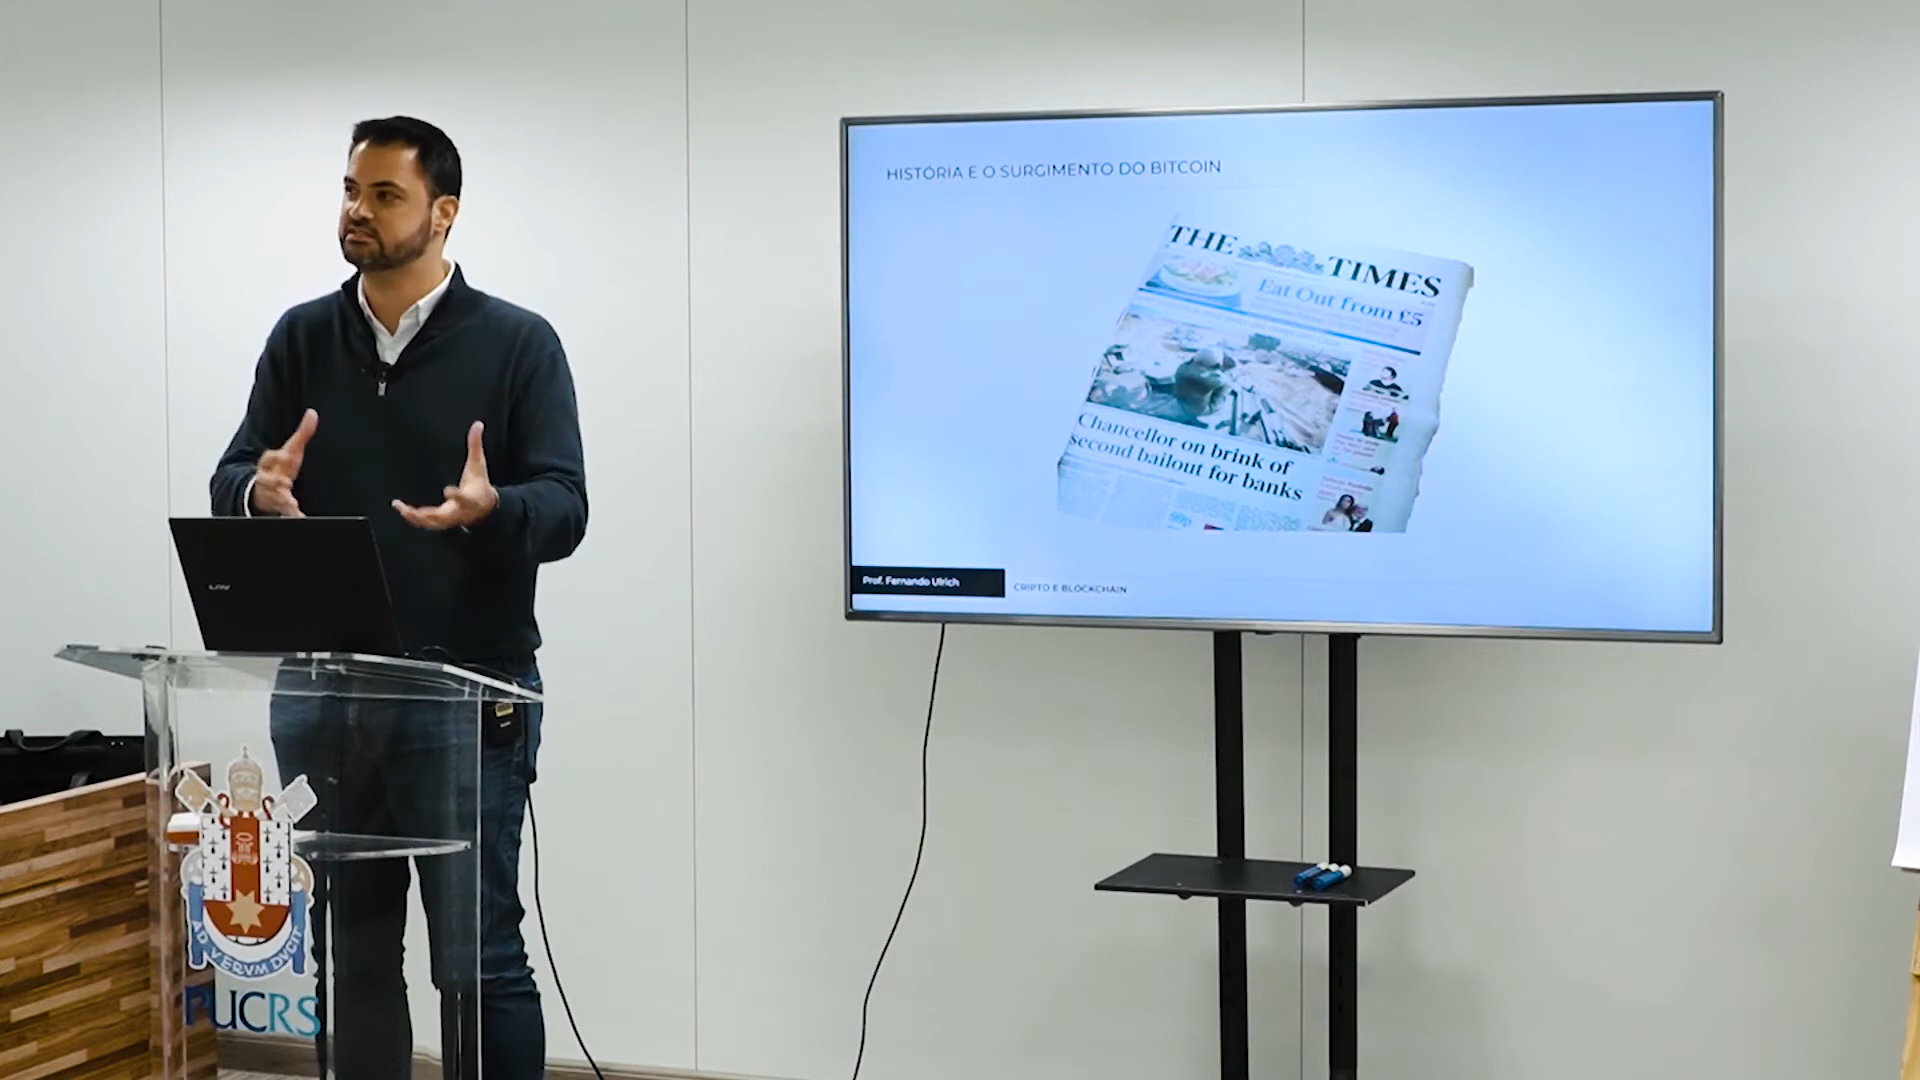 HISTÓRIA E O SURGIMENTO DO BITCOIN
THE TIMES
Eat Out from £5
Chancellor on brink of
second bailout for banks
Prof. Fernando Ulrich
CRIPTO E BLOCKCHAIN
AD VERVM DVCIT
PUCRS